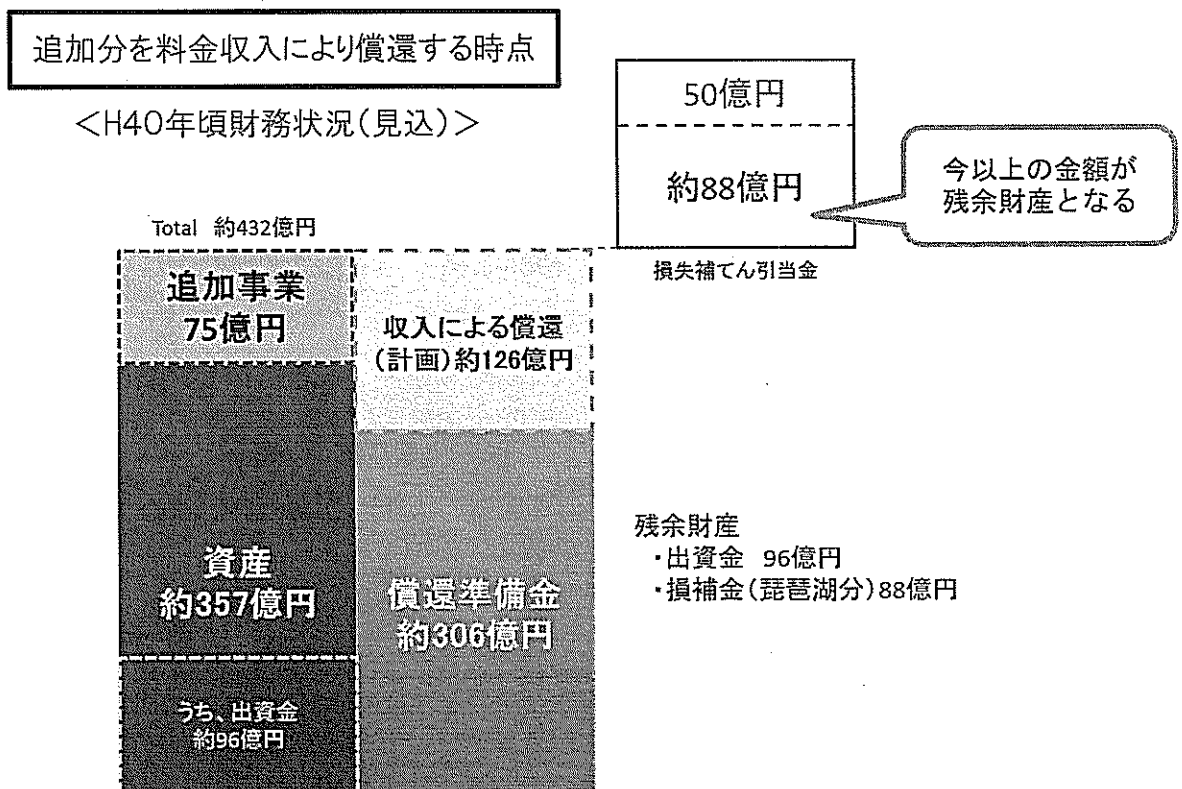 追加分を料金収入により償還する時点
<H40年頃財務状況(見込)>
50億円
約88億円
今以上の金額が
残余財産となる
損失補てん引当金
Total 約432億円
追加事業
75億円
収入による償還
(計画)約126億円
資産
約357億円
償還準備金
約306億円
うち、出資金
約96億円
残余財産
・出資金 96億円
・損補金(琵琶湖分)88億円